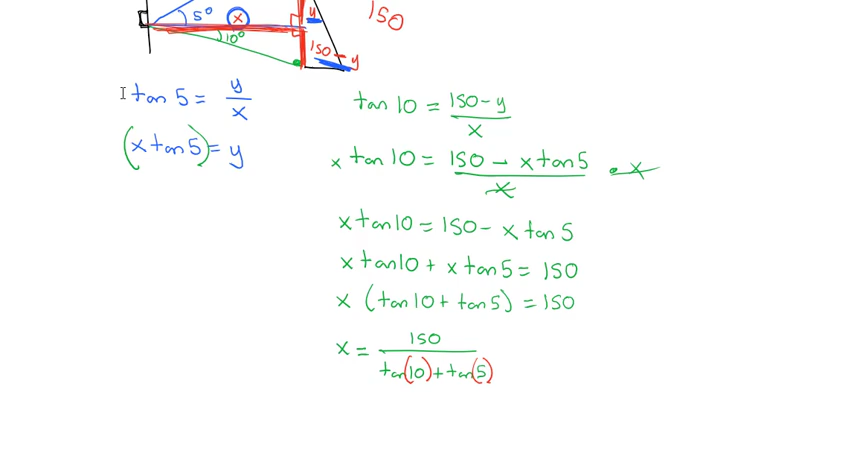 150
y
5°
x
10°
150 - y
tan 5 = y/x
(x tan 5) = y
tan 10 = (150 - y)/x
x tan 10 = (150 - x tan 5)/x · x
x tan 10 = 150 - x tan 5
x tan 10 + x tan 5 = 150
x (tan 10 + tan 5) = 150
x = 150/(tan(10) + tan(5))